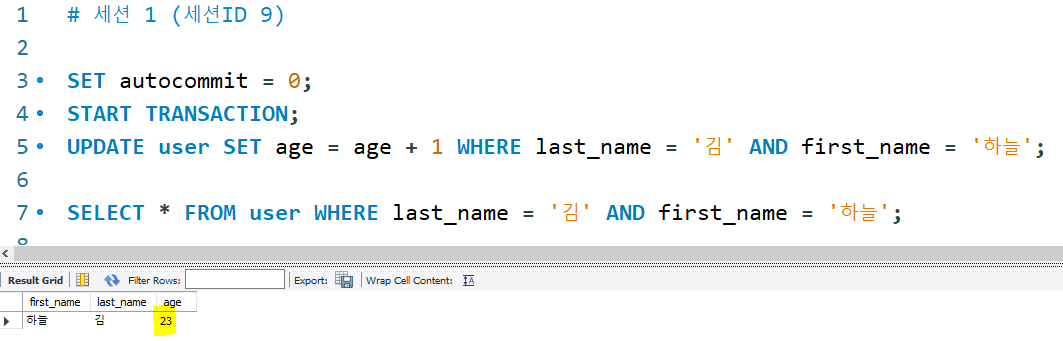 1 # 세션 1 (세션ID 9)
2
3 SET autocommit = 0;
4 START TRANSACTION;
5 UPDATE user SET age = age + 1 WHERE last_name = '김' AND first_name = '하늘';
6
7 SELECT * FROM user WHERE last_name = '김' AND first_name = '하늘';
8
Result Grid Filter Rows: Export: Wrap Cell Content: IA
first_name last_name age
하늘 김 23